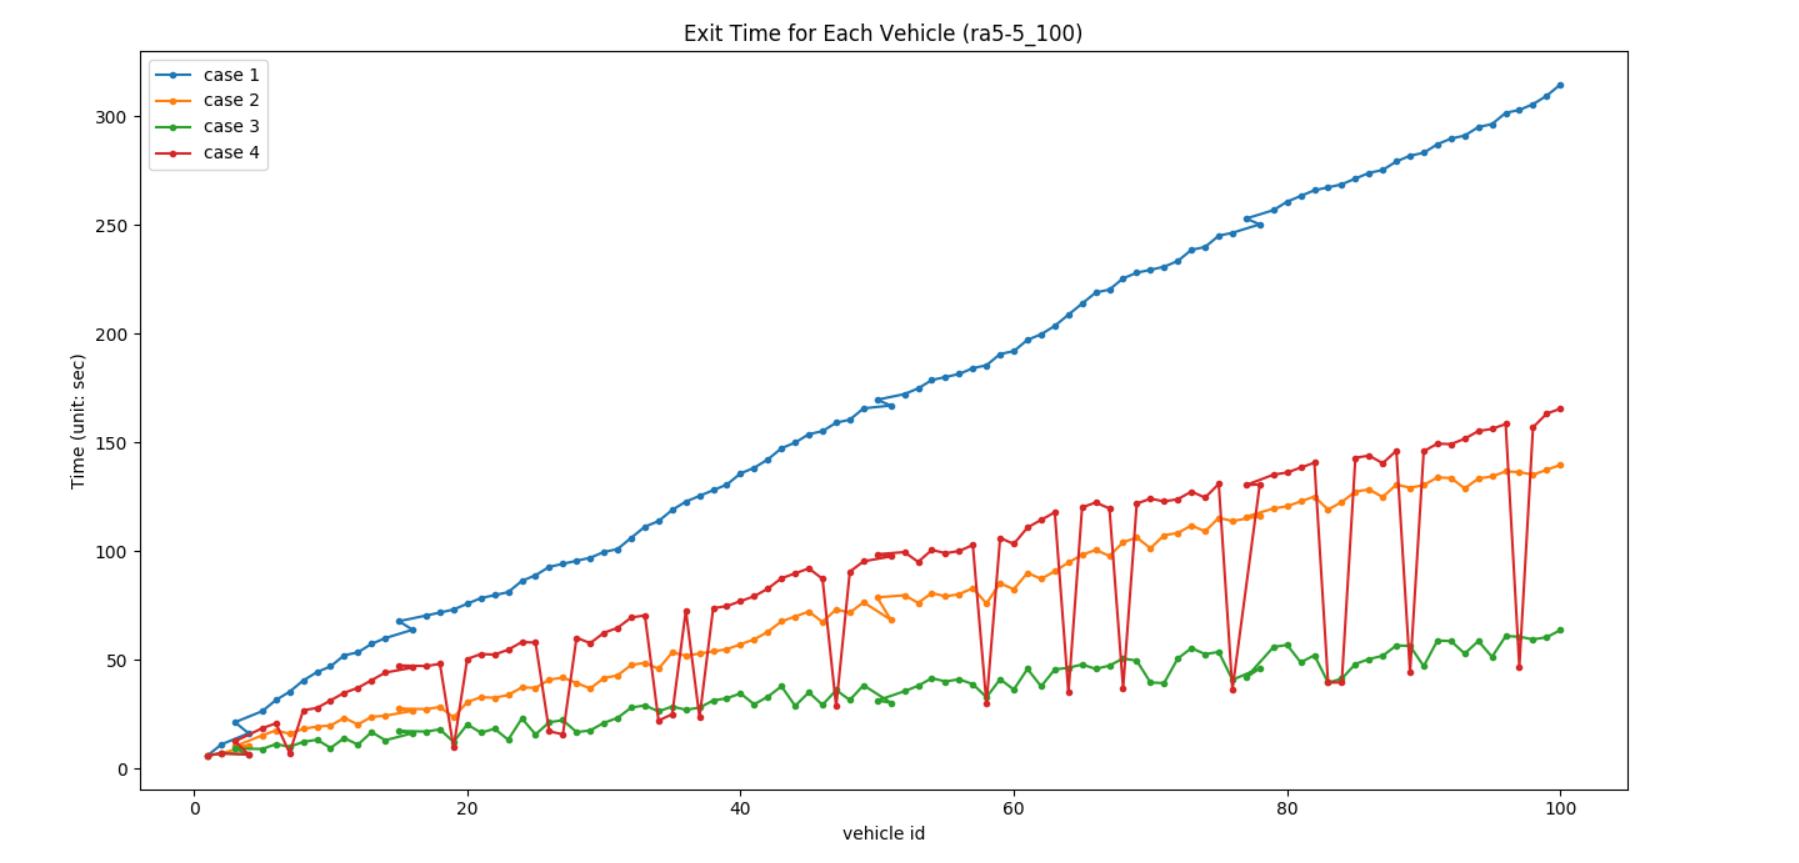 Exit Time for Each Vehicle (ra5-5_100)
case 1
case 2
case 3
case 4
300
250
200
150
100
50
0
Time (unit: sec)
0 20 40 60 80 100
vehicle id